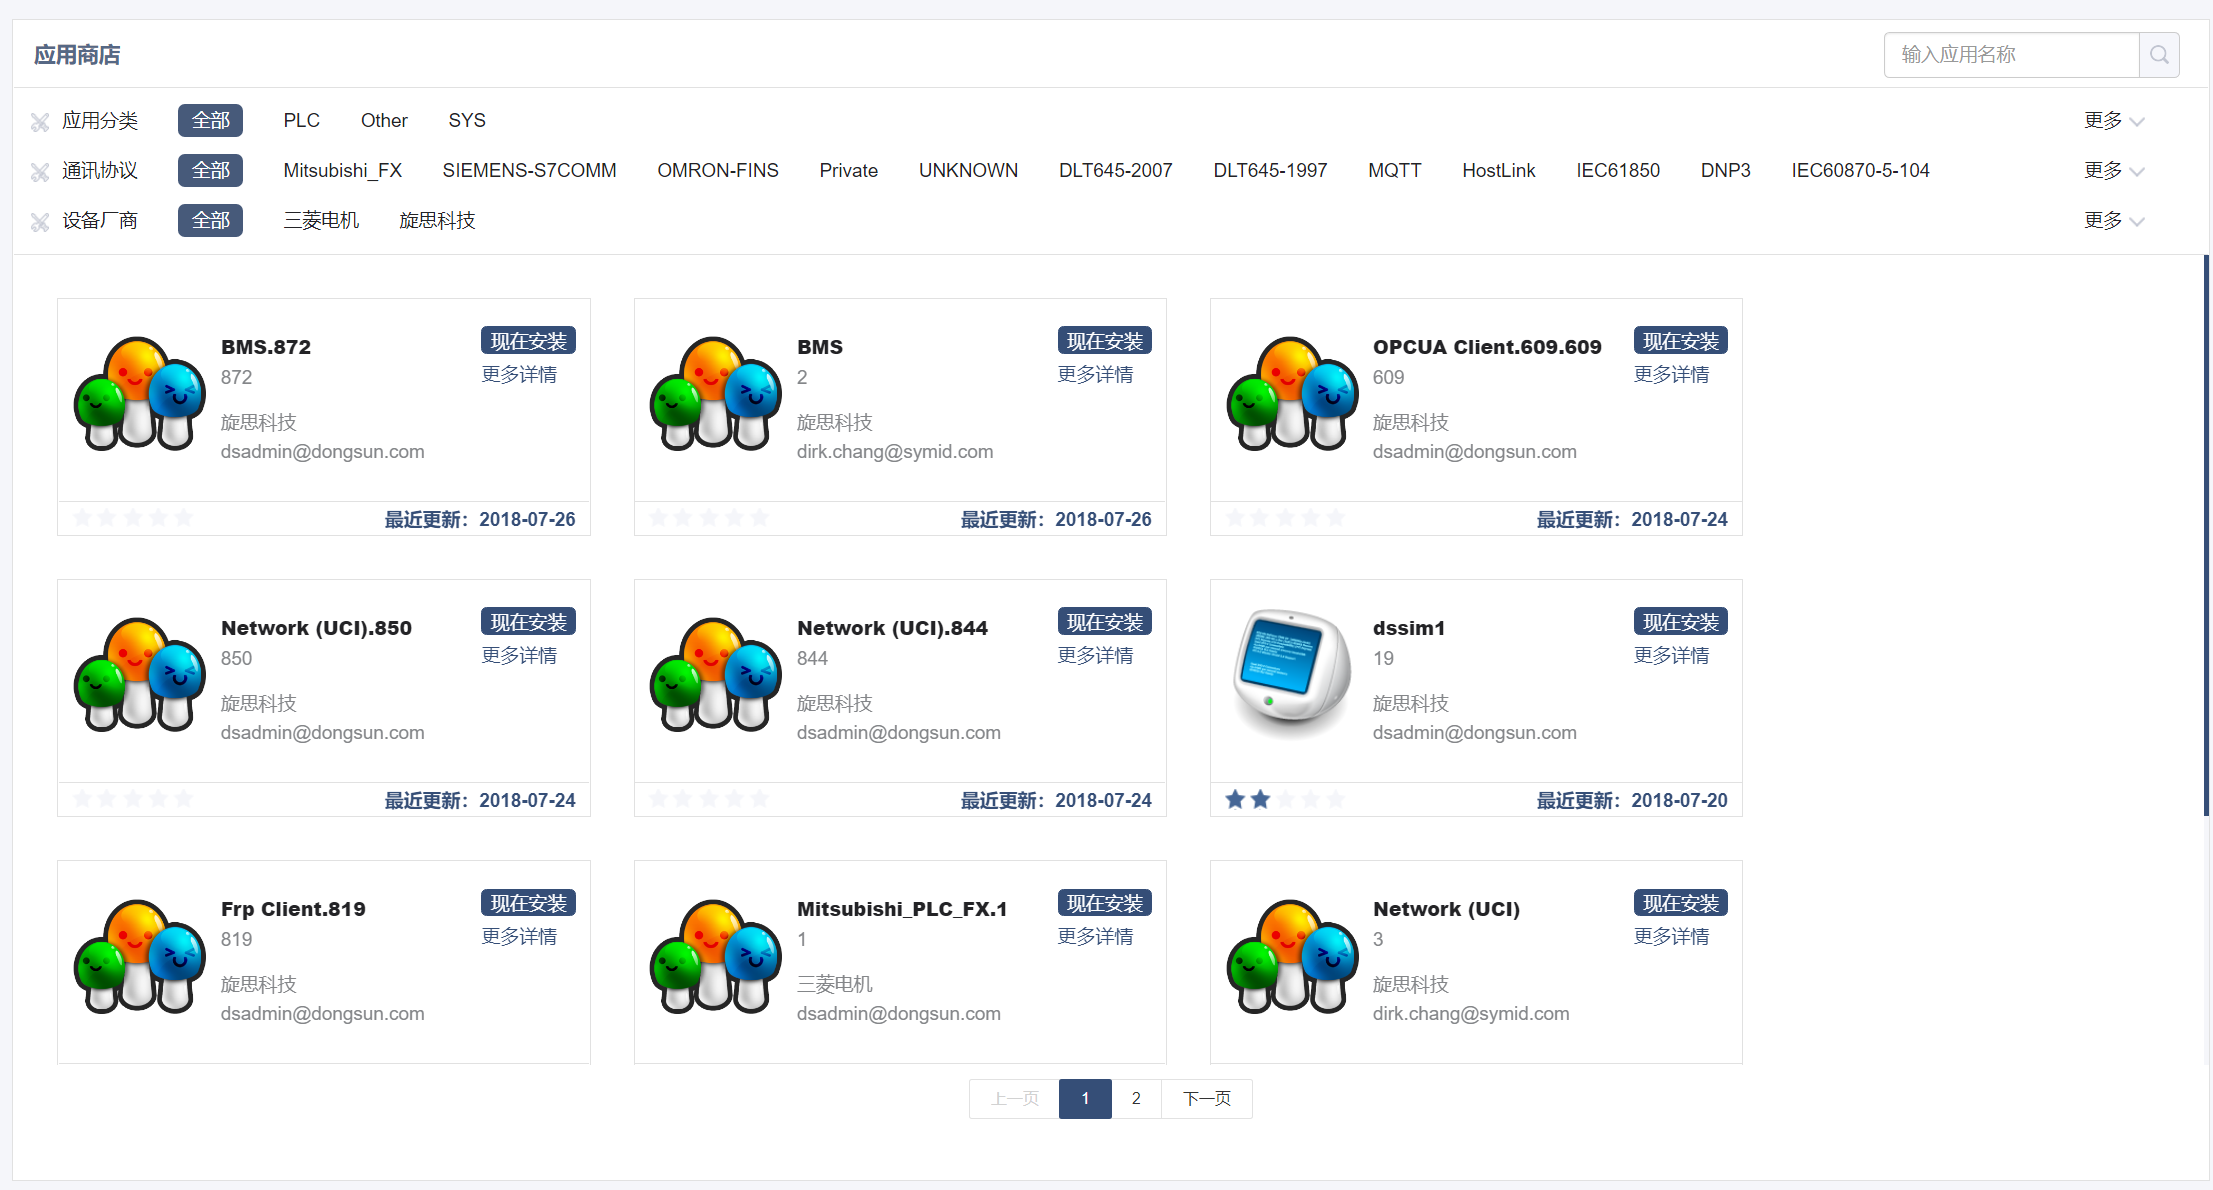 应用商店
输入应用名称
应用分类 全部 PLC Other SYS 更多
通讯协议 全部 Mitsubishi_FX SIEMENS-S7COMM OMRON-FINS Private UNKNOWN DLT645-2007 DLT645-1997 MQTT HostLink IEC61850 DNP3 IEC60870-5-104 更多
设备厂商 全部 三菱电机 旋思科技 更多
BMS.872 现在安装
872 更多详情
旋思科技
dsadmin@dongsun.com
最近更新：2018-07-26
BMS 现在安装
2 更多详情
旋思科技
dirk.chang@symid.com
最近更新：2018-07-26
OPCUA Client.609.609 现在安装
609 更多详情
旋思科技
dsadmin@dongsun.com
最近更新：2018-07-24
Network (UCI).850 现在安装
850 更多详情
旋思科技
dsadmin@dongsun.com
最近更新：2018-07-24
Network (UCI).844 现在安装
844 更多详情
旋思科技
dsadmin@dongsun.com
最近更新：2018-07-24
dssim1 现在安装
19 更多详情
旋思科技
dsadmin@dongsun.com
最近更新：2018-07-20
Frp Client.819 现在安装
819 更多详情
旋思科技
dsadmin@dongsun.com
Mitsubishi_PLC_FX.1 现在安装
1 更多详情
三菱电机
dsadmin@dongsun.com
Network (UCI) 现在安装
3 更多详情
旋思科技
dirk.chang@symid.com
上一页 1 2 下一页